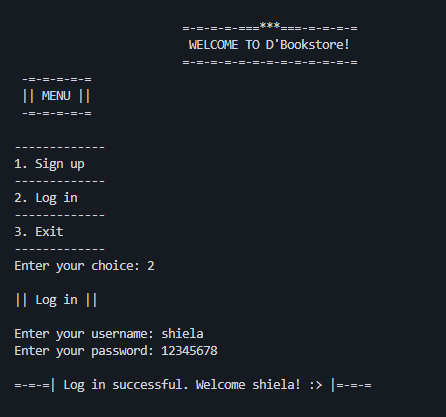 =-=-=-=-===***===-=-=-=-=
WELCOME TO D'Bookstore!
=-=-=-=-=-=-=-=-=-=-=-=-=
-=-=-=-=-=
|| MENU ||
-=-=-=-=-=
-------------
1. Sign up
-------------
2. Log in
-------------
3. Exit
-------------
Enter your choice: 2
|| Log in ||
Enter your username: shiela
Enter your password: 12345678
=-=-=| Log in successful. Welcome shiela! :> |=-=-=